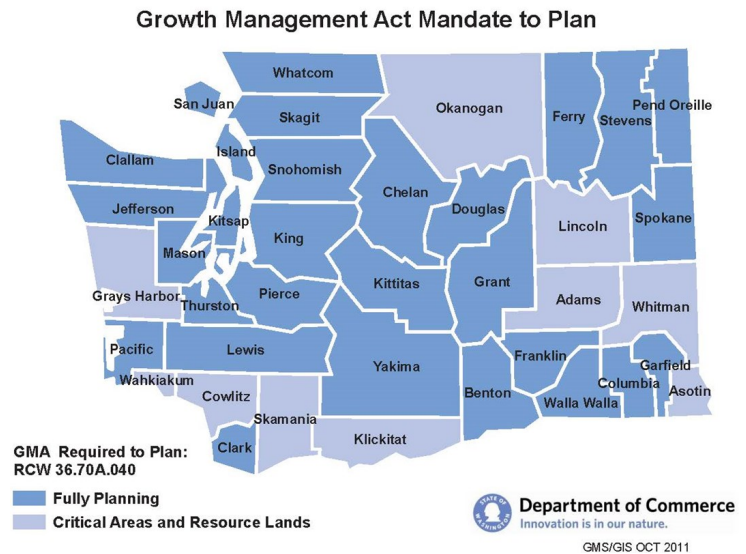 Growth Management Act Mandate to Plan
Whatcom
San Juan
Skagit
Okanogan
Ferry
Stevens
Pend Oreille
Clallam
Island
Snohomish
Chelan
Douglas
Jefferson
Kitsap
Lincoln
Spokane
King
Mason
Kittitas
Grant
Grays Harbor
Thurston
Pierce
Adams
Whitman
Pacific
Lewis
Yakima
Franklin
Garfield
Wahkiakum
Cowlitz
Benton
Columbia
Asotin
Walla Walla
Skamania
Klickitat
Clark
GMA Required to Plan:
RCW 36.70A.040
Fully Planning
Critical Areas and Resource Lands
STATE OF WASHINGTON
Department of Commerce
Innovation is in our nature.
GMS/GIS OCT 2011